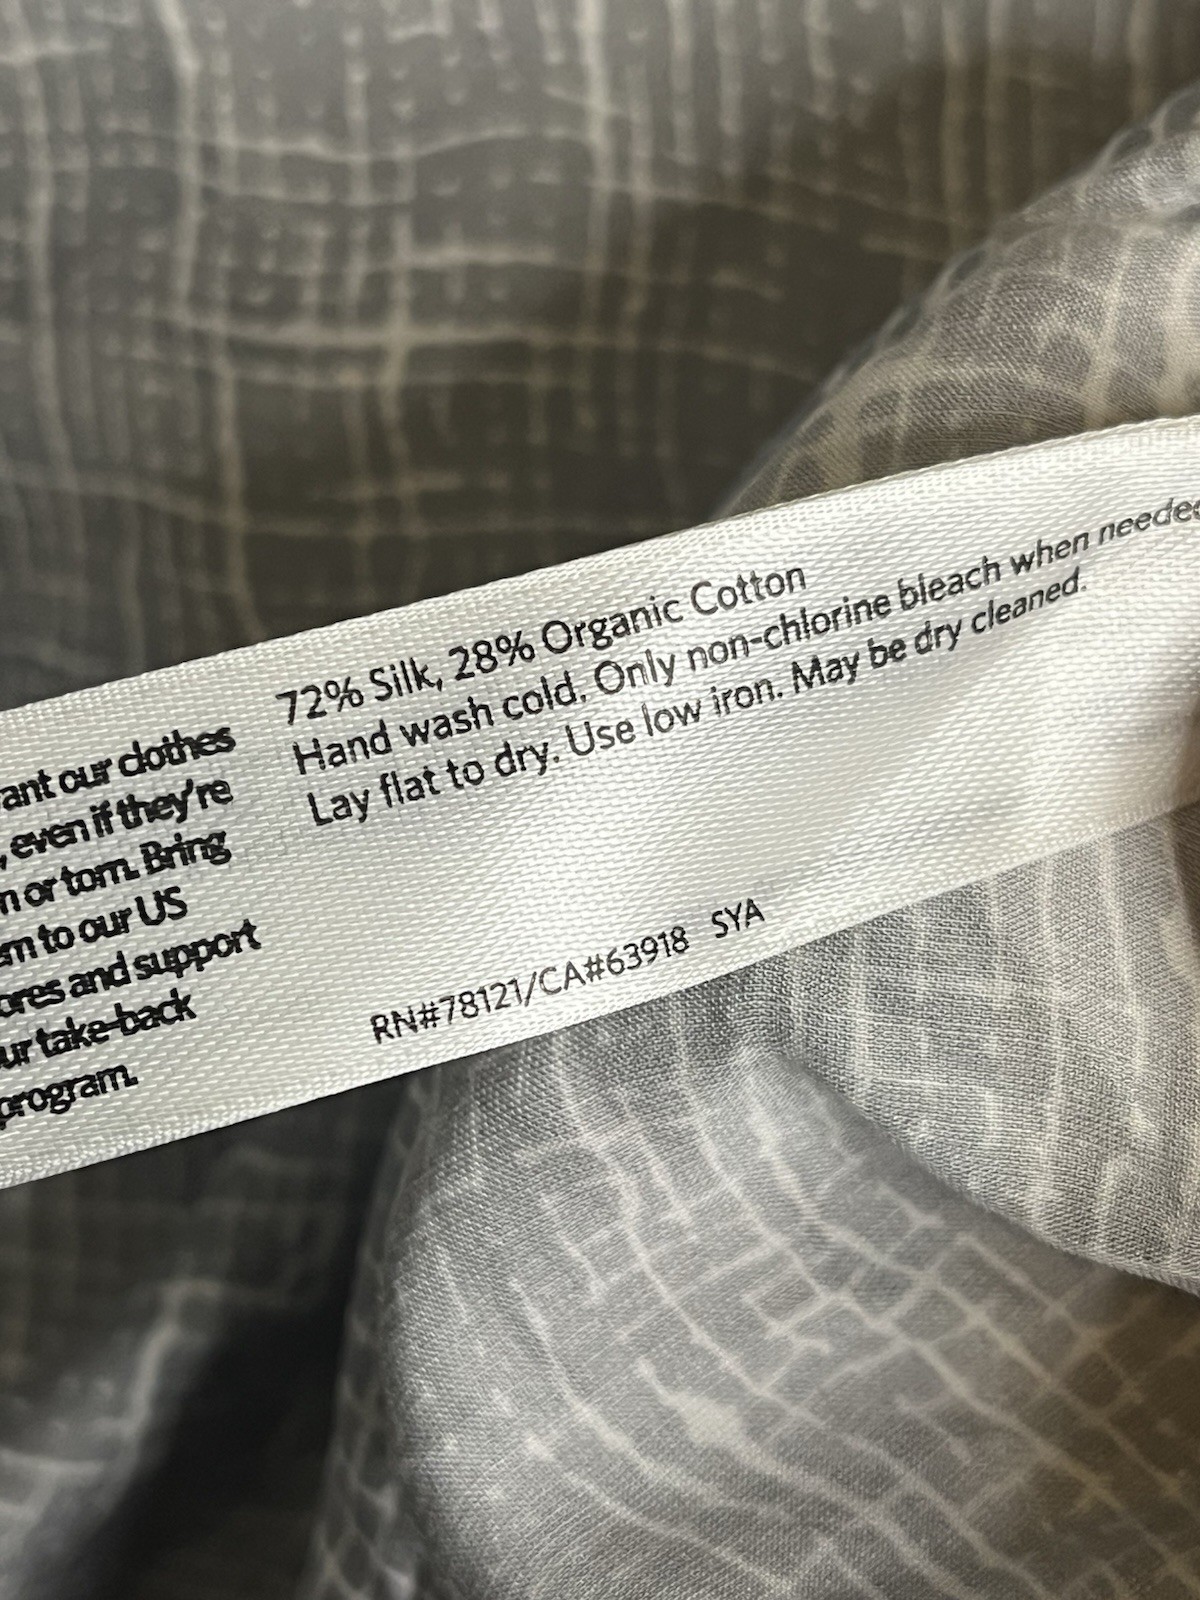 ant our clothes
, even if they're
n or torn. Bring
em to our US
ores and support
ur take-back
program.
72% Silk, 28% Organic Cotton
Hand wash cold. Only non-chlorine bleach when needed
Lay flat to dry. Use low iron. May be dry cleaned.
RN#78121/CA#63918 SYA